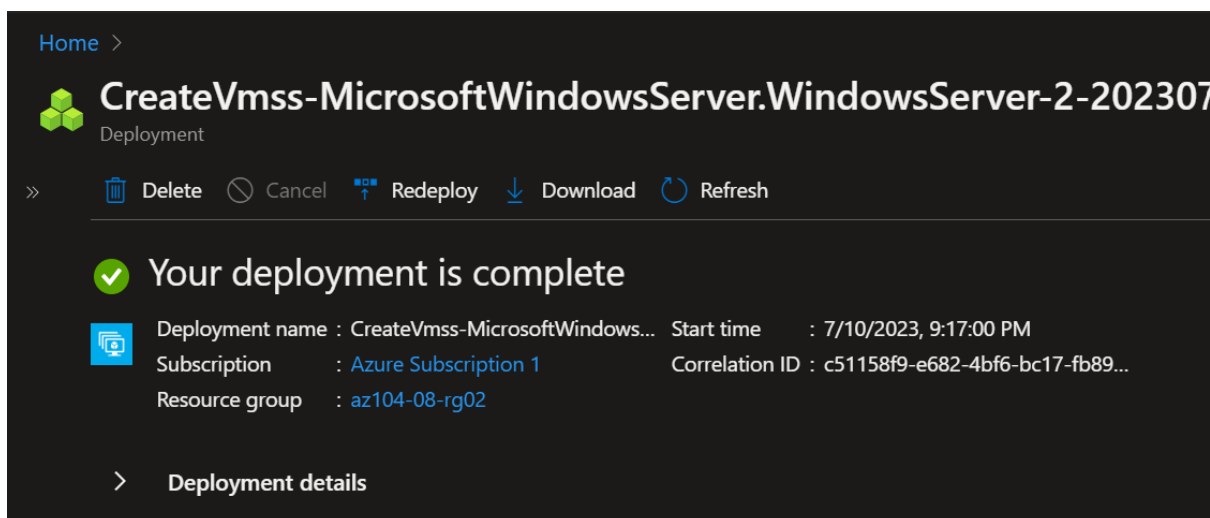 Home >
CreateVmss-MicrosoftWindowsServer.WindowsServer-2-202307
Deployment
» Delete Cancel Redeploy Download Refresh
Your deployment is complete
Deployment name : CreateVmss-MicrosoftWindows... Start time : 7/10/2023, 9:17:00 PM
Subscription : Azure Subscription 1 Correlation ID : c51158f9-e682-4bf6-bc17-fb89...
Resource group : az104-08-rg02
> Deployment details